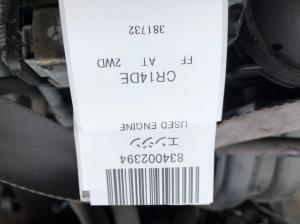 834002394
エンジン
USED ENGINE
CR14DE
FF AT 2WD
381732